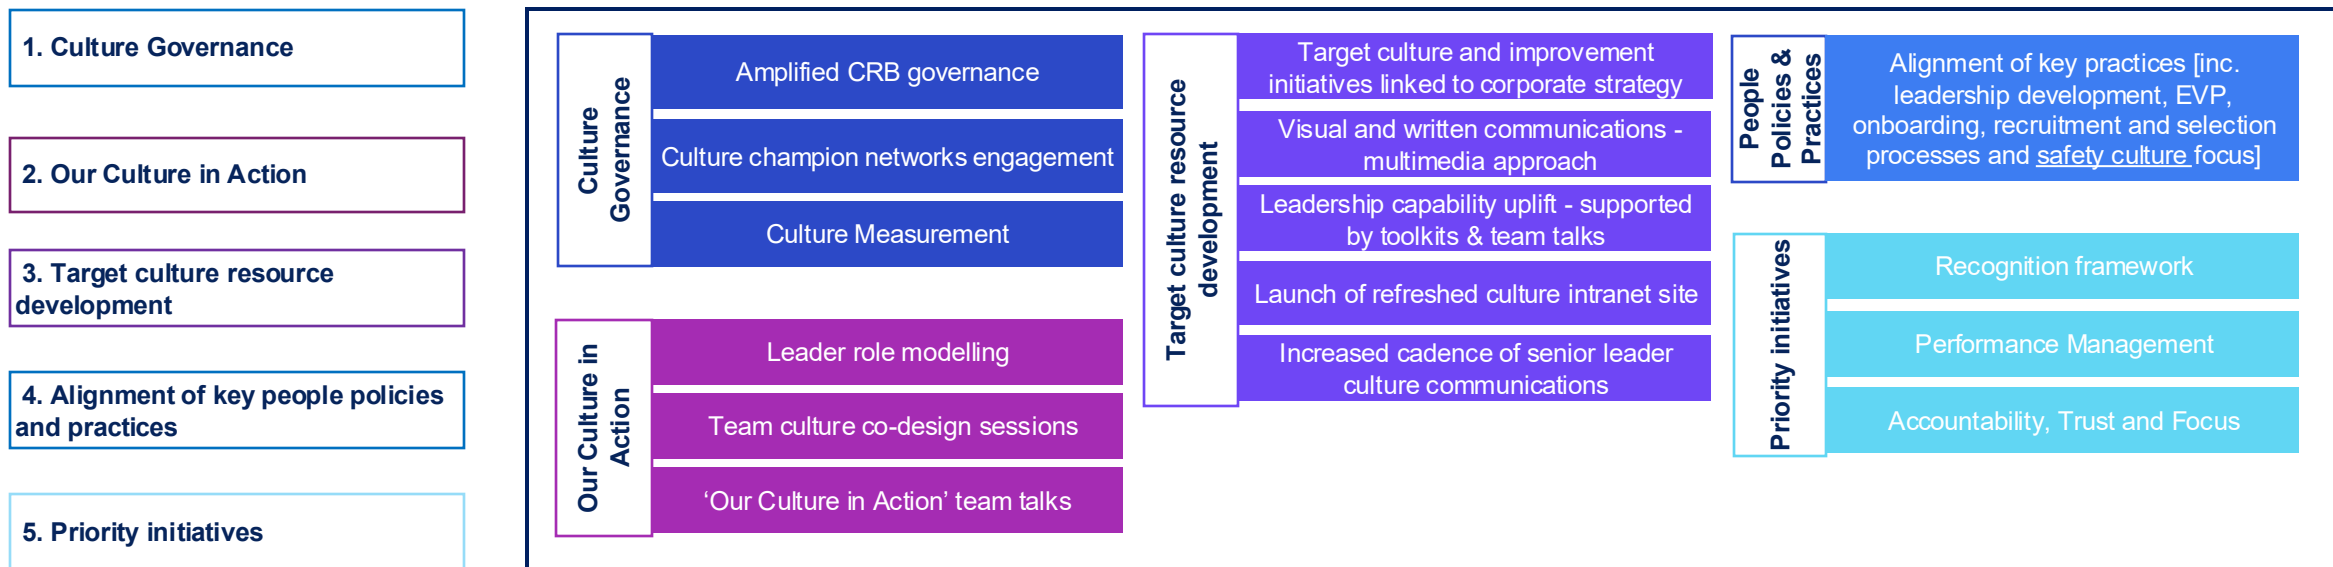 1. Culture Governance
2. Our Culture in Action
3. Target culture resource
development
4. Alignment of key people policies
and practices
5. Priority initiatives
Culture
Governance
Amplified CRB governance
Culture champion networks engagement
Culture Measurement
Our Culture in
Action
Leader role modelling
Team culture co-design sessions
‘Our Culture in Action’ team talks
Target culture resource
development
Target culture and improvement
initiatives linked to corporate strategy
Visual and written communications -
multimedia approach
Leadership capability uplift - supported
by toolkits & team talks
Launch of refreshed culture intranet site
Increased cadence of senior leader
culture communications
People
Policies &
Practices
Alignment of key practices [inc.
leadership development, EVP,
onboarding, recruitment and selection
processes and safety culture focus]
Priority initiatives
Recognition framework
Performance Management
Accountability, Trust and Focus